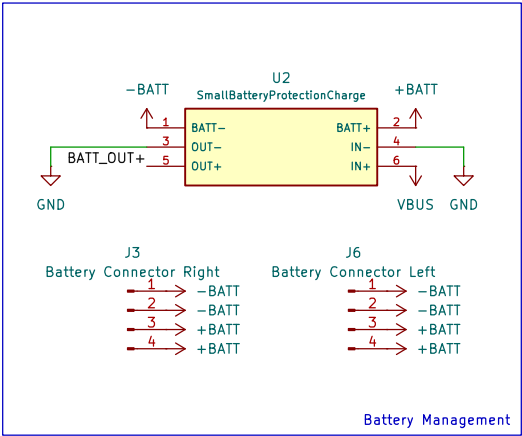 U2
SmallBatteryProtectionCharge
-BATT
+BATT
1 BATT- BATT+ 2
3 OUT- IN- 4
BATT_OUT+ 5 OUT+ IN+ 6
GND VBUS GND
J3
Battery Connector Right
1 -BATT
2 -BATT
3 +BATT
4 +BATT
J6
Battery Connector Left
1 -BATT
2 -BATT
3 +BATT
4 +BATT
Battery Management